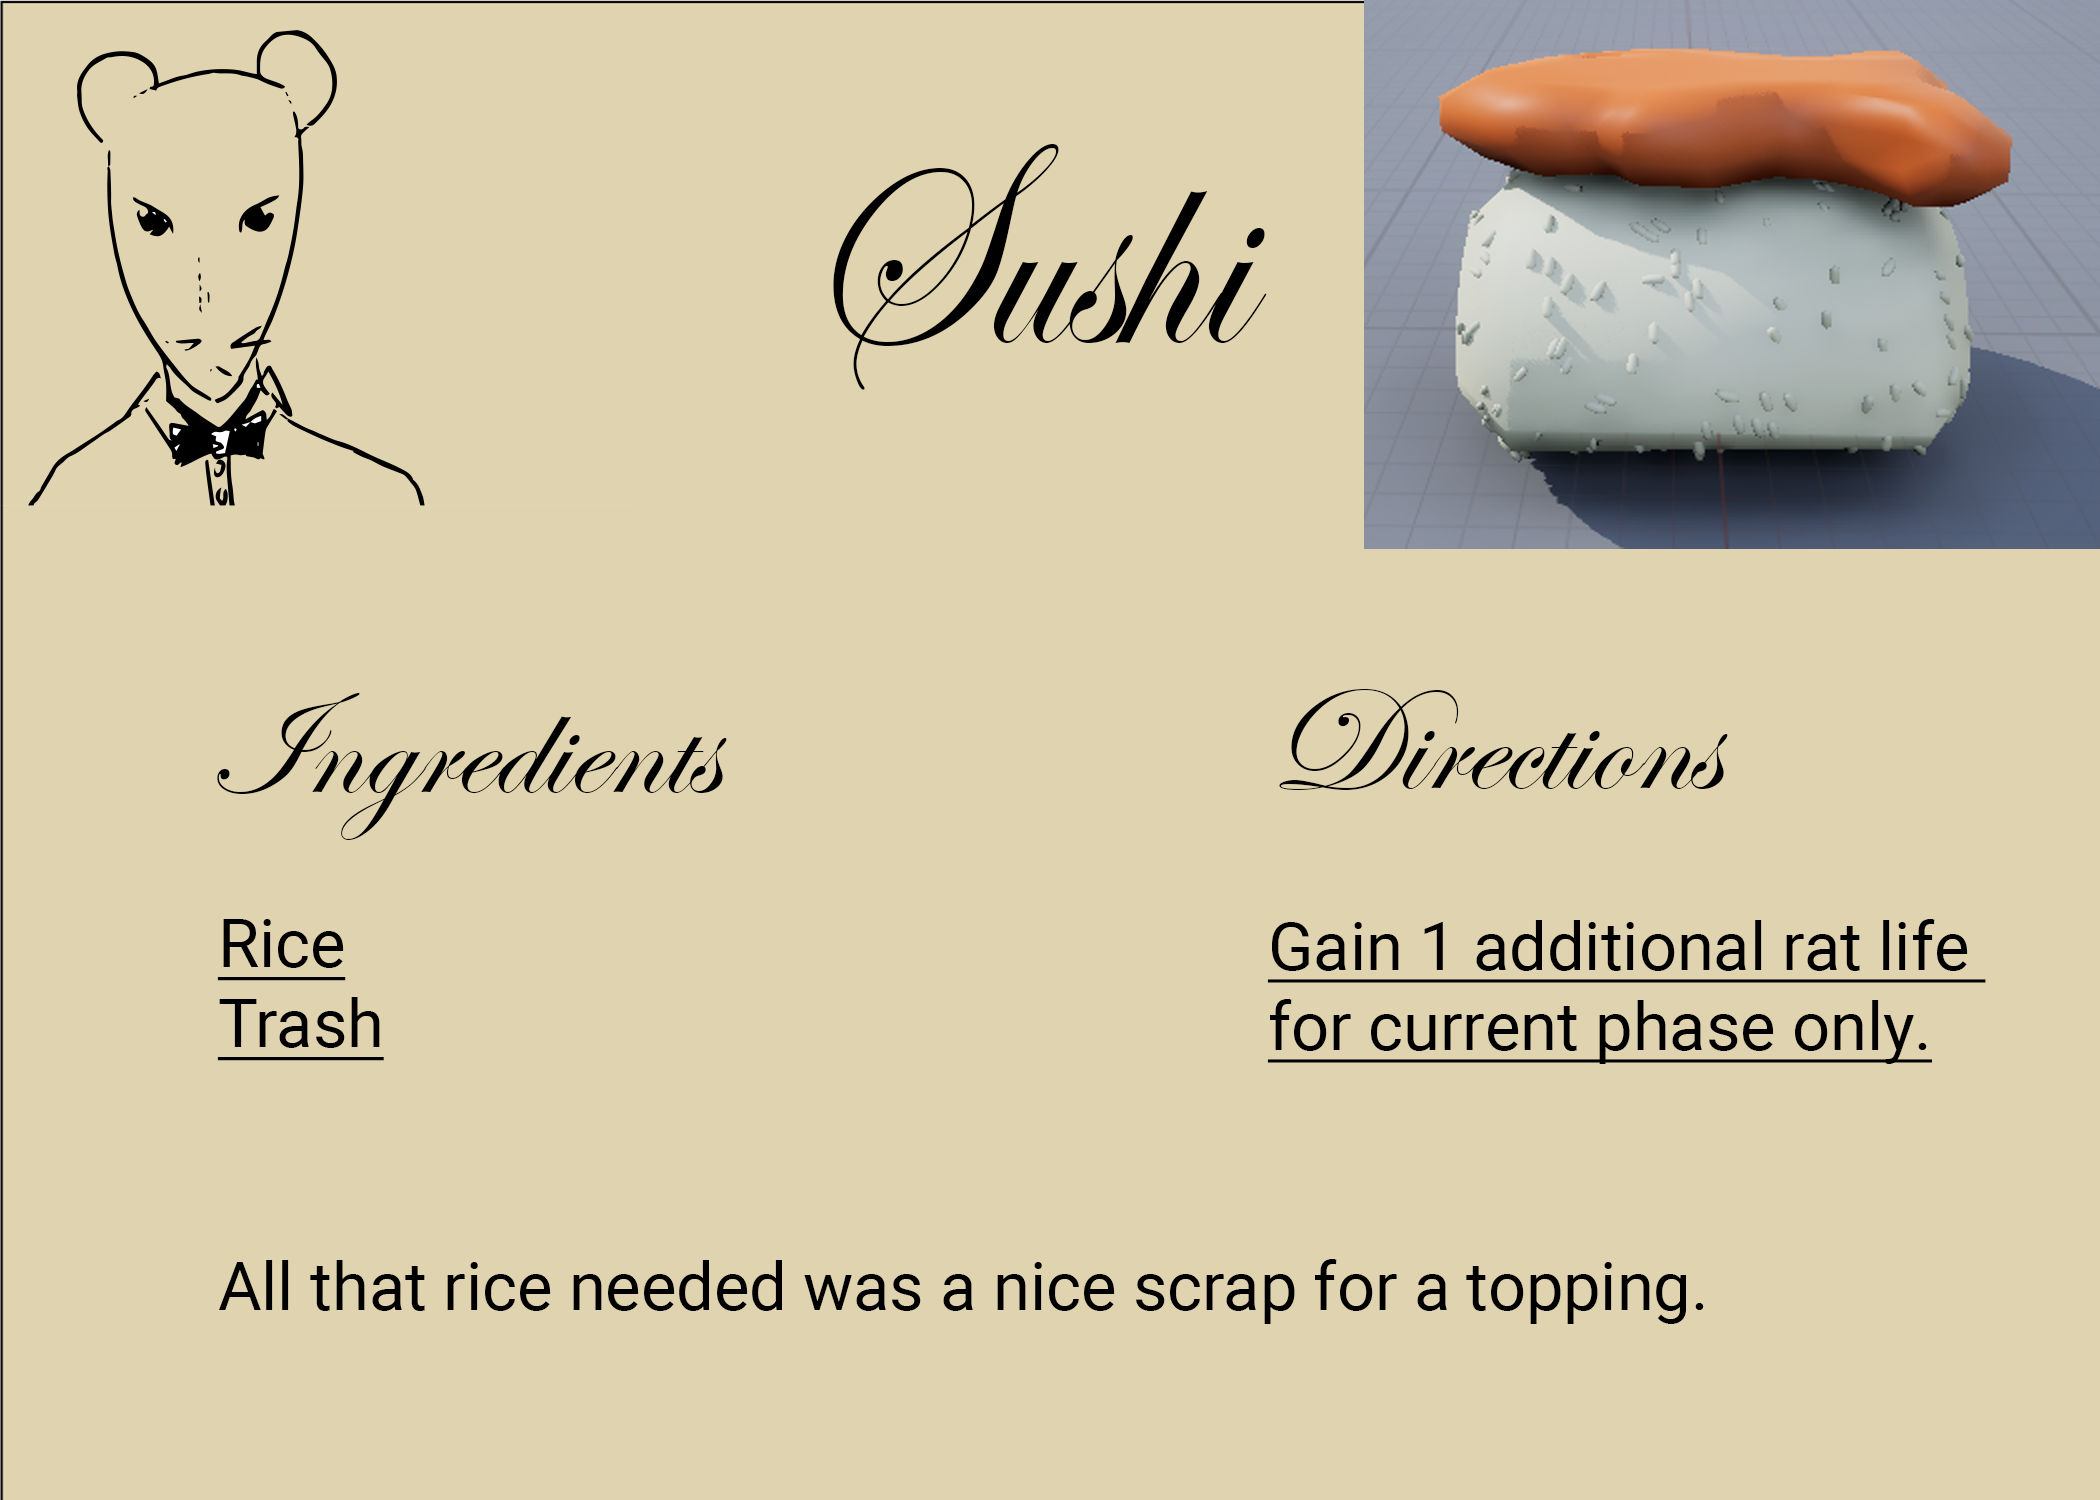 Sushi
Ingredients
Directions
Rice
Trash
Gain 1 additional rat life
for current phase only.
All that rice needed was a nice scrap for a topping.